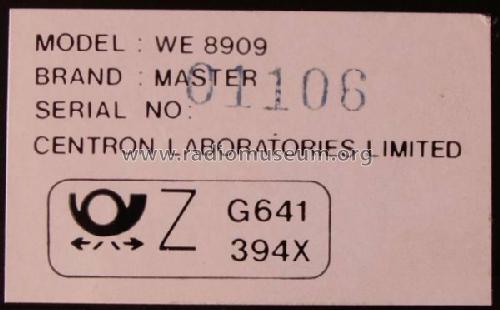 MODEL : WE 8909
BRAND : MASTER
SERIAL NO: 01106
CENTRON LABORATORIES LIMITED
www.radiomuseum.org
Z G641
394X